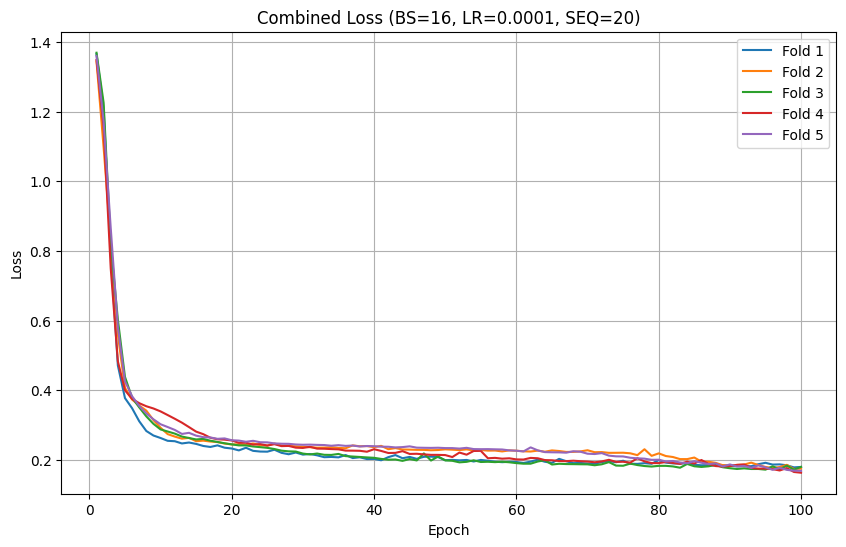 Combined Loss (BS=16, LR=0.0001, SEQ=20)
1.4
1.2
1.0
0.8
0.6
0.4
0.2
Loss
Fold 1
Fold 2
Fold 3
Fold 4
Fold 5
0 20 40 60 80 100
Epoch